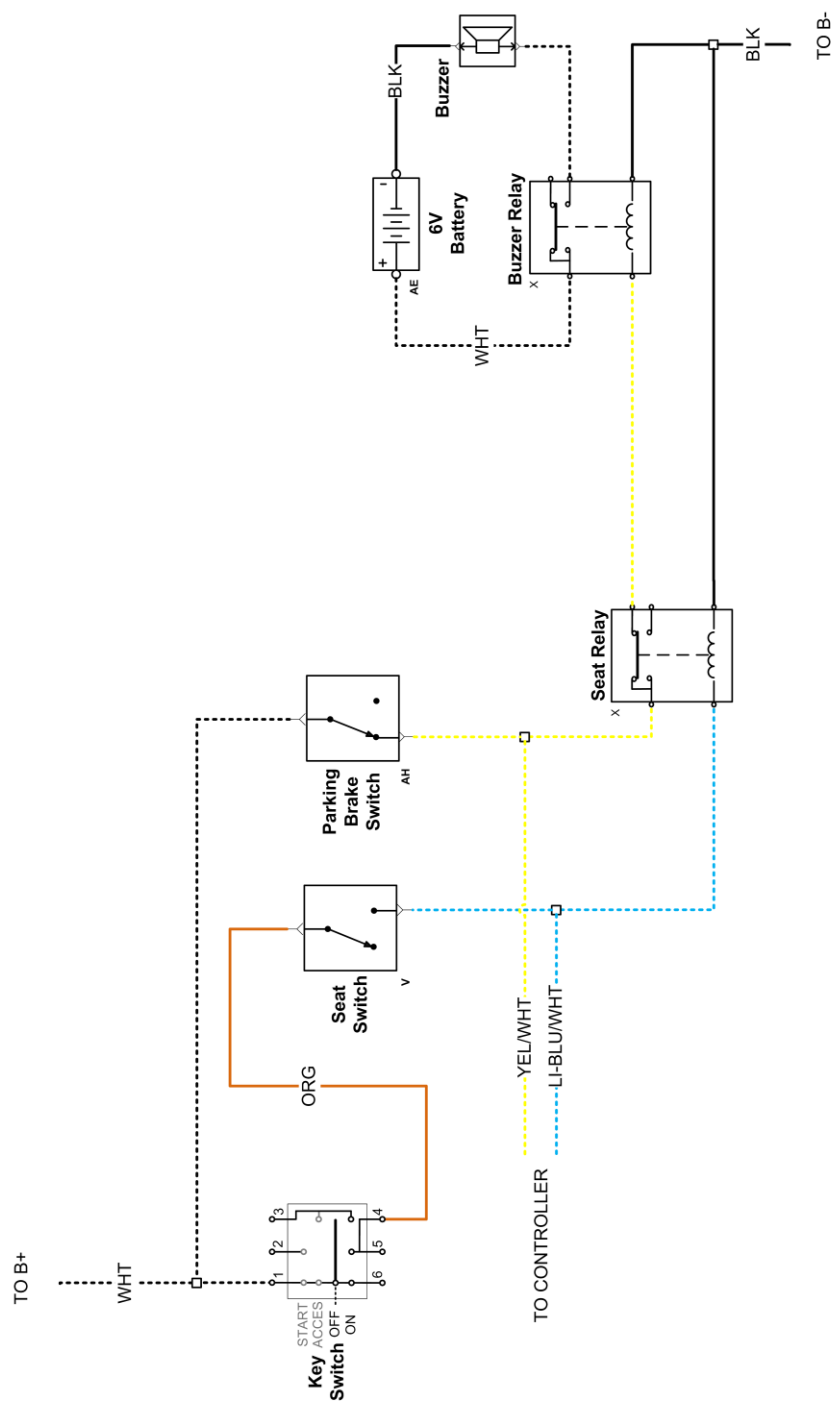 TO B+
WHT
START
ACCES
OFF
ON
Key
Switch
1
2
3
4
5
6
ORG
Seat
Switch
V
Parking
Brake
Switch
AH
YEL/WHT
LI-BLU/WHT
TO CONTROLLER
Seat Relay
X
WHT
+
-
6V
Battery
AE
BLK
Buzzer
Buzzer Relay
X
BLK
TO B-